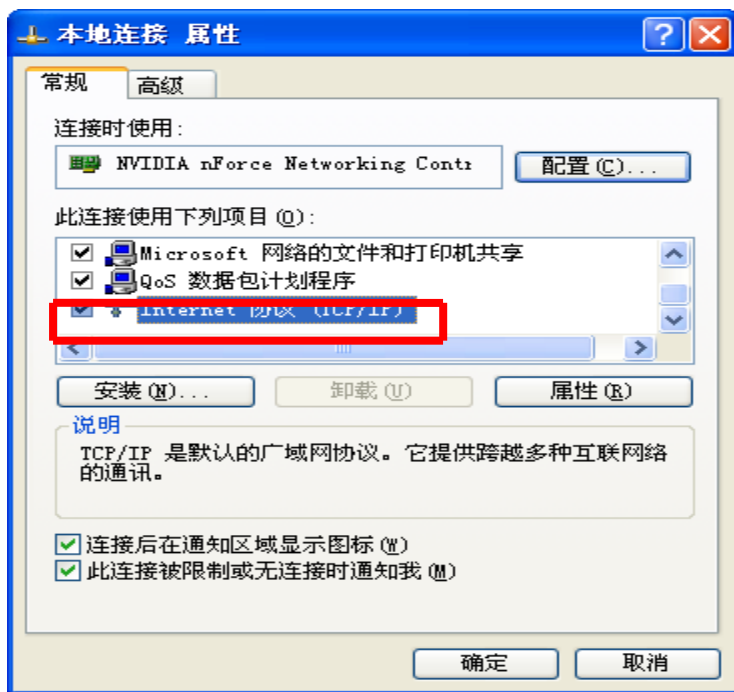 本地连接 属性
常规
高级
连接时使用:
NVIDIA nForce Networking Contr
配置(C)...
此连接使用下列项目(O):
Microsoft 网络的文件和打印机共享
QoS 数据包计划程序
Internet 协议 (TCP/IP)
安装(N)...
卸载(U)
属性(R)
说明
TCP/IP 是默认的广域网协议。它提供跨越多种互联网络
的通讯。
连接后在通知区域显示图标(W)
此连接被限制或无连接时通知我(M)
确定
取消